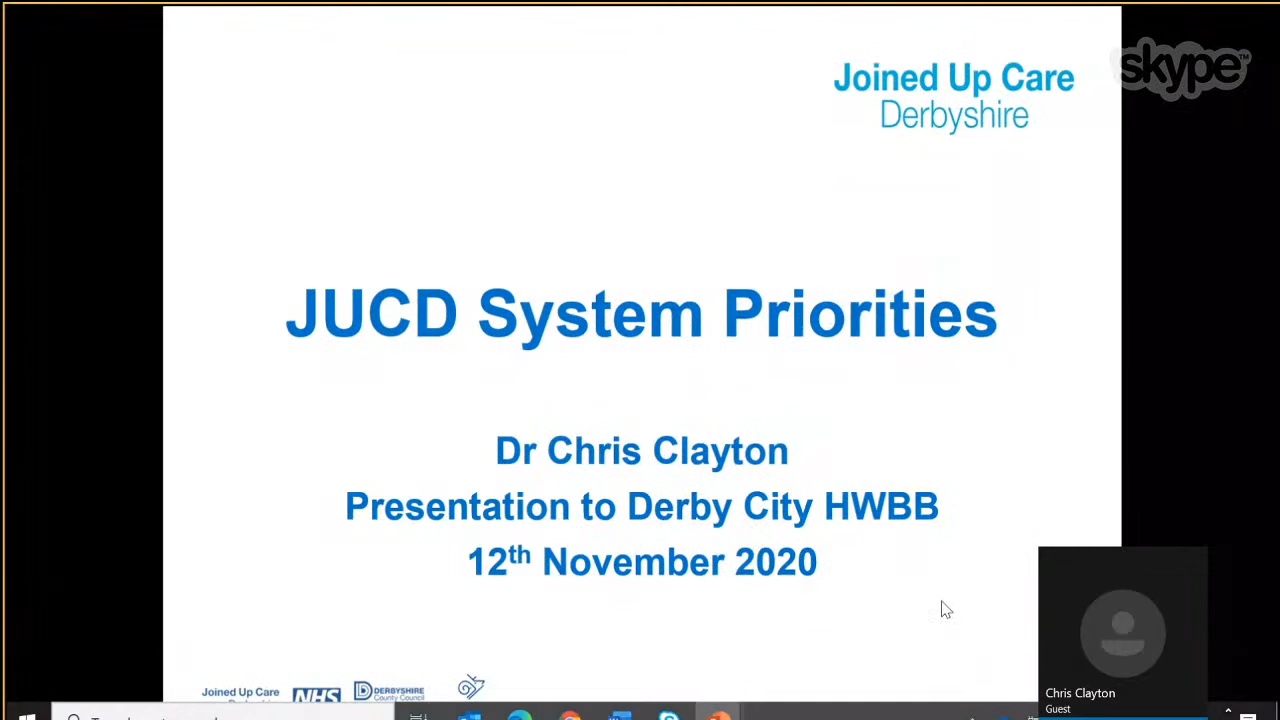 Joined Up Care
Derbyshire
skype™
JUCD System Priorities
Dr Chris Clayton
Presentation to Derby City HWBB
12th November 2020
Joined Up Care
NHS
DERBYSHIRE
County Council
Chris Clayton
Guest